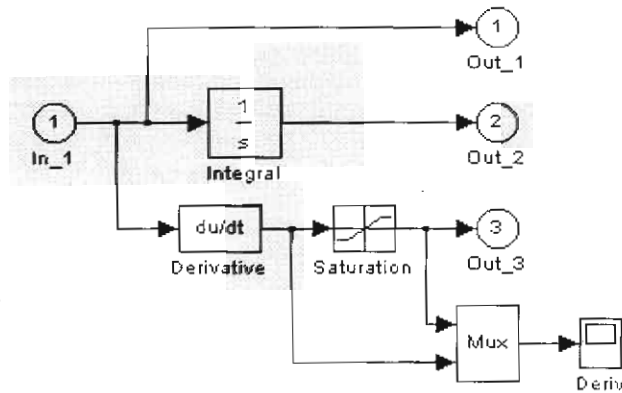 1
Out_1
1
In_1
1
s
Integral
2
Out_2
du/dt
Derivative
Saturation
3
Out_3
Mux
Deriv